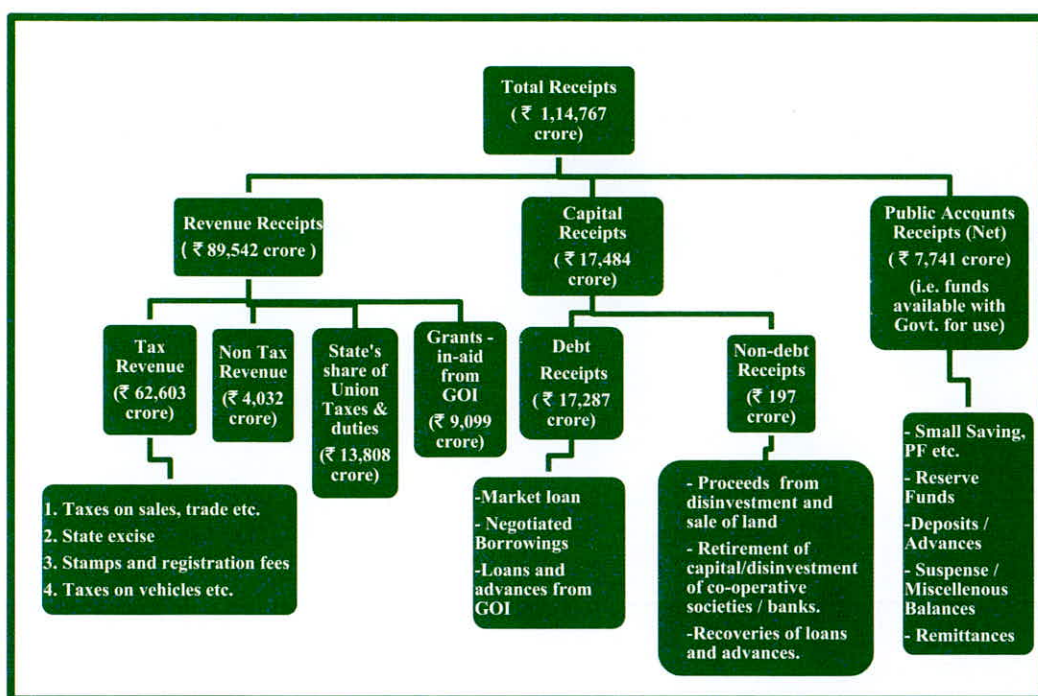 Total Receipts
( ₹ 1,14,767
crore)
Revenue Receipts
( ₹ 89,542 crore )
Capital
Receipts
( ₹ 17,484
crore)
Public Accounts
Receipts (Net)
( ₹ 7,741 crore)
(i.e. funds
available with
Govt. for use)
Tax
Revenue
(₹ 62,603
crore)
Non Tax
Revenue
(₹ 4,032
crore)
State's
share of
Union
Taxes &
duties
(₹ 13,808
crore)
Grants -
in-aid
from
GOI
(₹ 9,099
crore)
Debt
Receipts
(₹ 17,287
crore)
Non-debt
Receipts
(₹ 197
crore)
1. Taxes on sales, trade etc.
2. State excise
3. Stamps and registration fees
4. Taxes on vehicles etc.
-Market loan
- Negotiated
Borrowings
-Loans and
advances from
GOI
- Proceeds from
disinvestment and
sale of land
- Retirement of
capital/disinvestment
of co-operative
societies / banks.
-Recoveries of loans
and advances.
- Small Saving,
PF etc.
- Reserve
Funds
-Deposits /
Advances
- Suspense /
Miscellenous
Balances
- Remittances